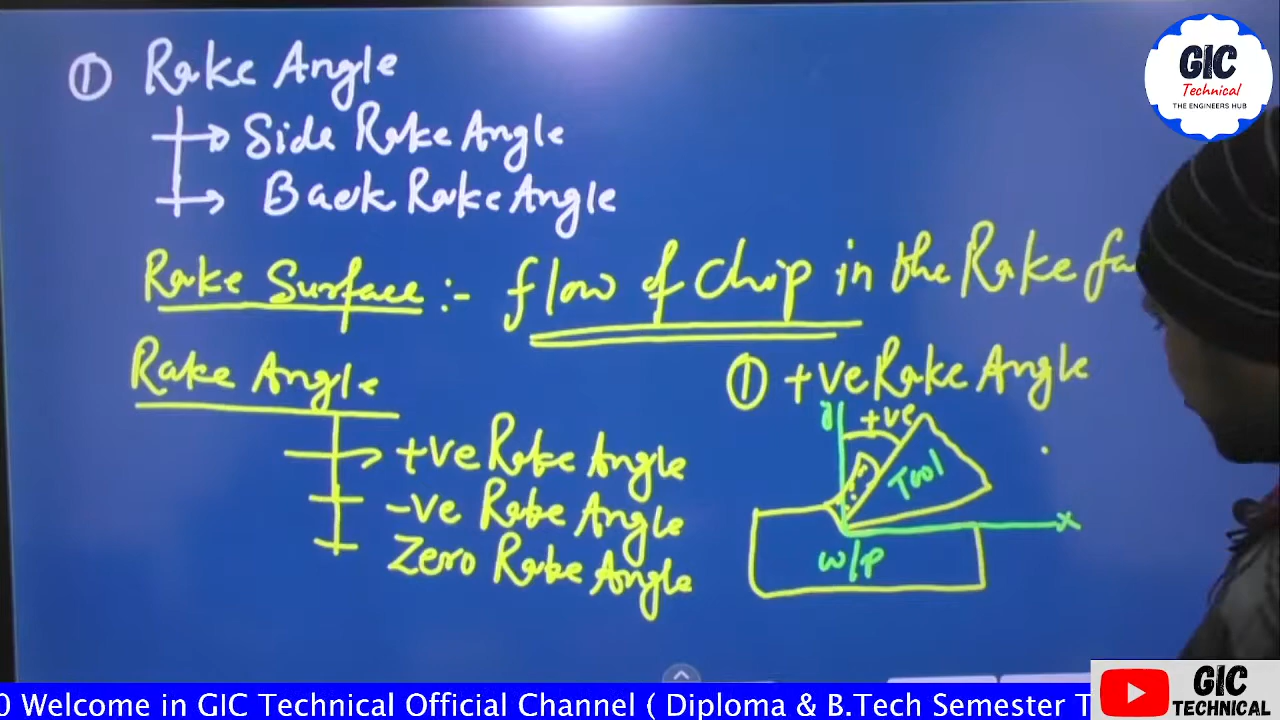 ① Rake Angle
Side Rake Angle
Back Rake Angle
Rake Surface :- flow of Chip in the Rake fa
Rake Angle
+ve Rake Angle
-ve Rake Angle
Zero Rake Angle
① +ve Rake Angle
y
+ve
Tool
x
w/p
GIC
Technical
THE ENGINEERS HUB
0 Welcome in GIC Technical Official Channel ( Diploma & B.Tech Semester T
GIC
TECHNICAL